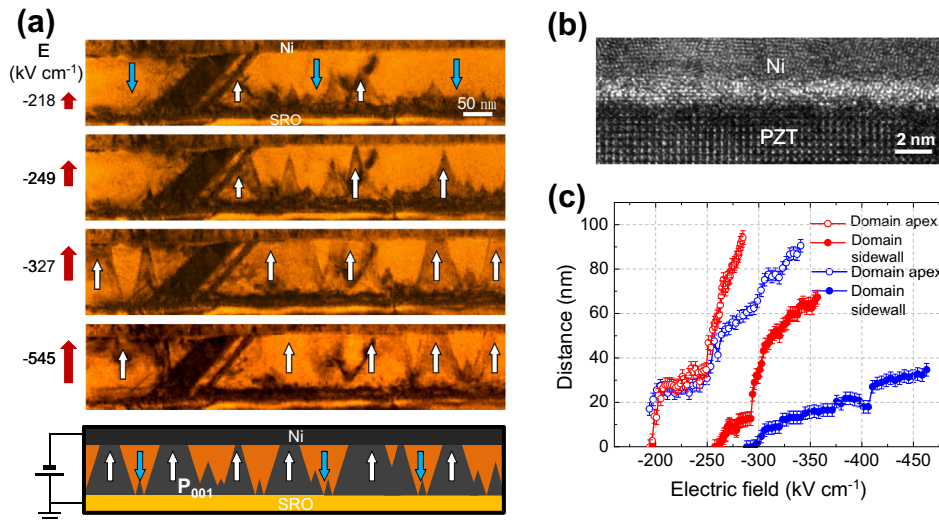 (a)
E
(kV cm⁻¹)
Ni
-218
50 nm
SRO
-249
-327
-545
Ni
P₀₀₁
SRO
(b)
Ni
PZT
2 nm
(c)
100
80
60
40
20
0
Distance (nm)
Domain apex
Domain
sidewall
Domain apex
Domain
sidewall
-200 -250 -300 -350 -400 -450
Electric field (kV cm⁻¹)